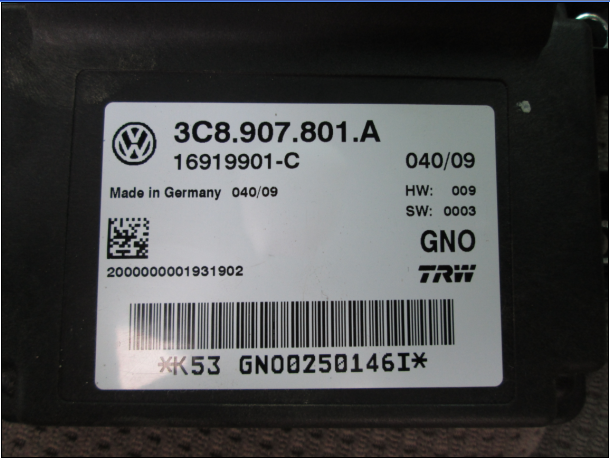 3C8.907.801.A
16919901-C 040/09
Made in Germany 040/09 HW: 009
SW: 0003
GNO
2000000001931902 TRW
*K53 GNO0250146I*